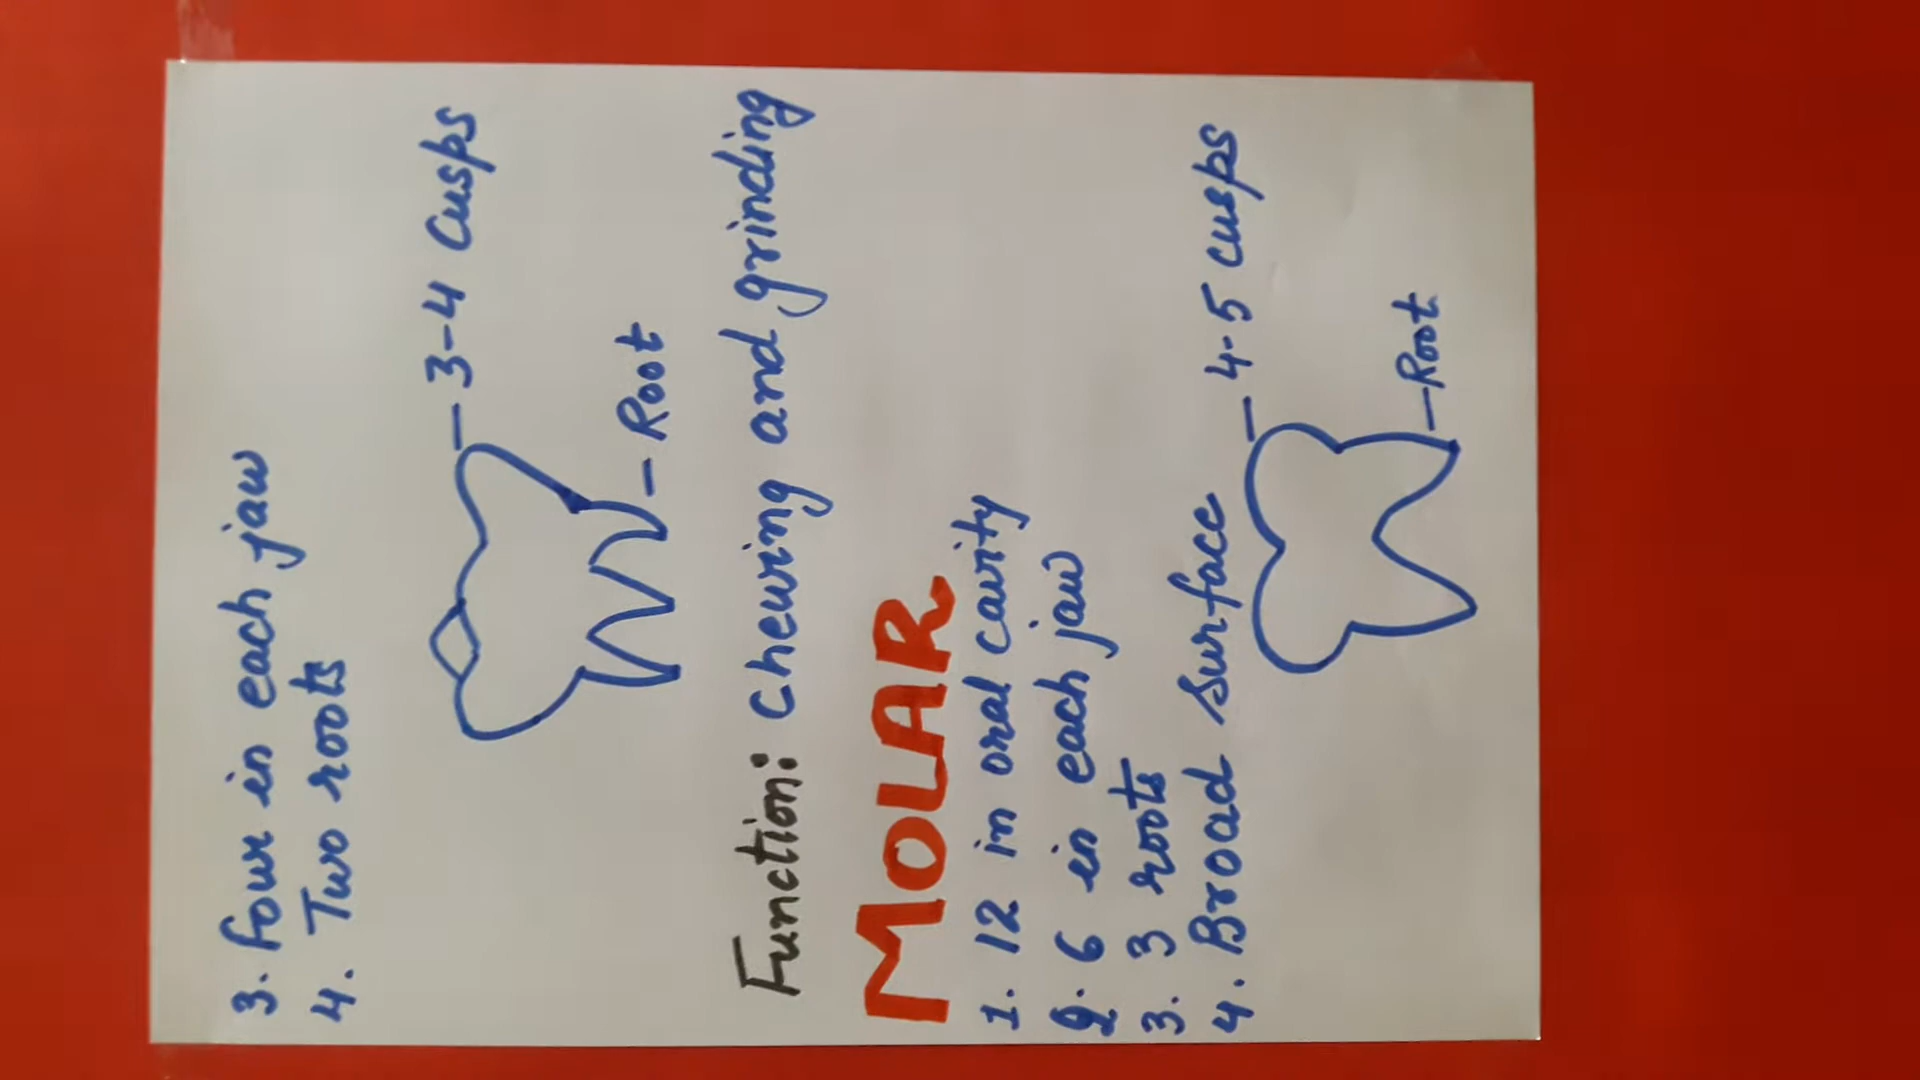 3. Four in each jaw
4. Two roots
3-4 Cusps
Root
Function: chewing and grinding
MOLAR
1. 12 in oral cavity
2. 6 in each jaw
3. 3 roots
4. Broad surface
4-5 cusps
Root